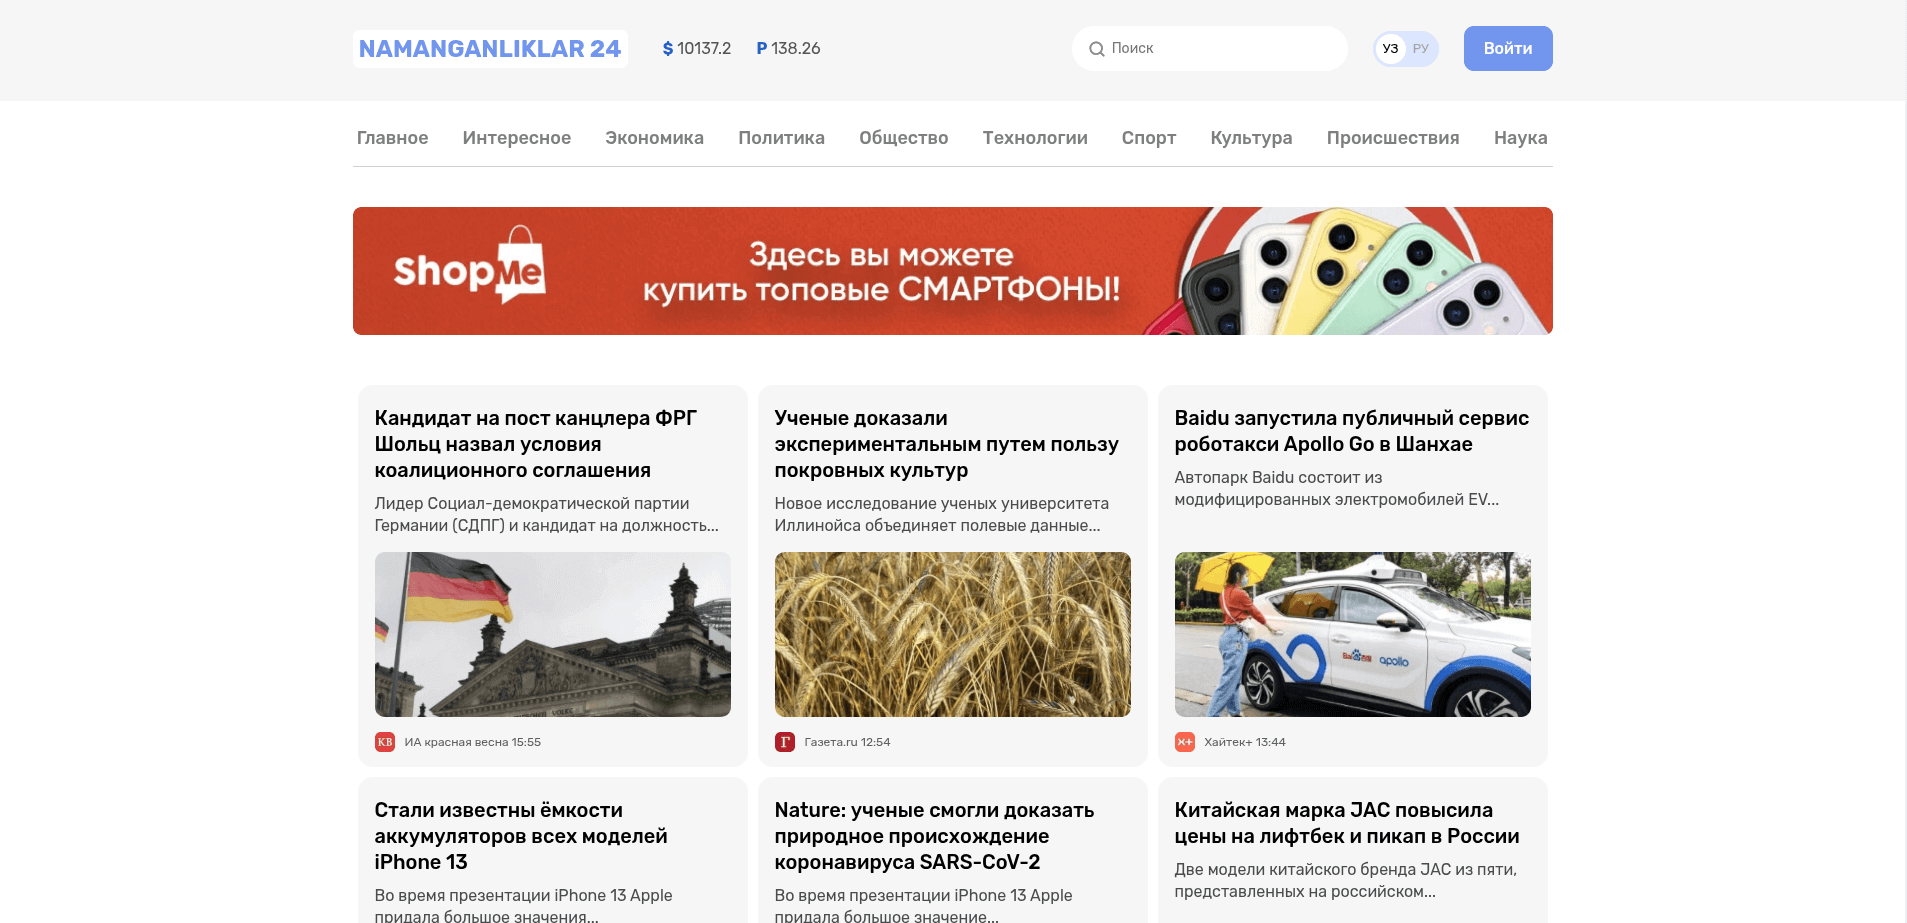 NAMANGANLIKLAR 24
$ 10137.2
P 138.26
Поиск
УЗ РУ
Войти
Главное Интересное Экономика Политика Общество Технологии Спорт Культура Происшествия Наука
ShopMe
Здесь вы можете
купить топовые СМАРТФОНЫ!
Кандидат на пост канцлера ФРГ
Шольц назвал условия
коалиционного соглашения
Лидер Социал-демократической партии
Германии (СДПГ) и кандидат на должность...
КВ ИА красная весна 15:55
Ученые доказали
экспериментальным путем пользу
покровных культур
Новое исследование ученых университета
Иллинойса объединяет полевые данные...
Г Газета.ru 12:54
Baidu запустила публичный сервис
роботакси Apollo Go в Шанхае
Автопарк Baidu состоит из
модифицированных электромобилей EV...
Bai apollo
Х+ Хайтек+ 13:44
Стали известны ёмкости
аккумуляторов всех моделей
iPhone 13
Во время презентации iPhone 13 Apple
придала большое значения...
Nature: ученые смогли доказать
природное происхождение
коронавируса SARS-CoV-2
Во время презентации iPhone 13 Apple
придала большое значение...
Китайская марка JAC повысила
цены на лифтбек и пикап в России
Две модели китайского бренда JAC из пяти,
представленных на российском...